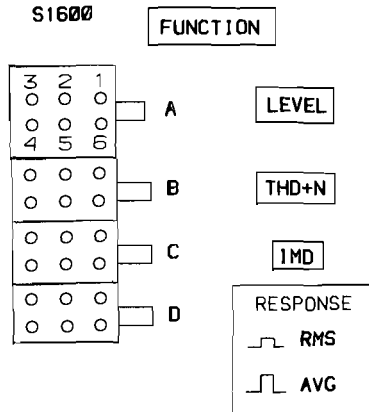 S1600
FUNCTION
3 2 1
4 5 6
A
LEVEL
B
THD+N
C
IMD
D
RESPONSE
RMS
AVG